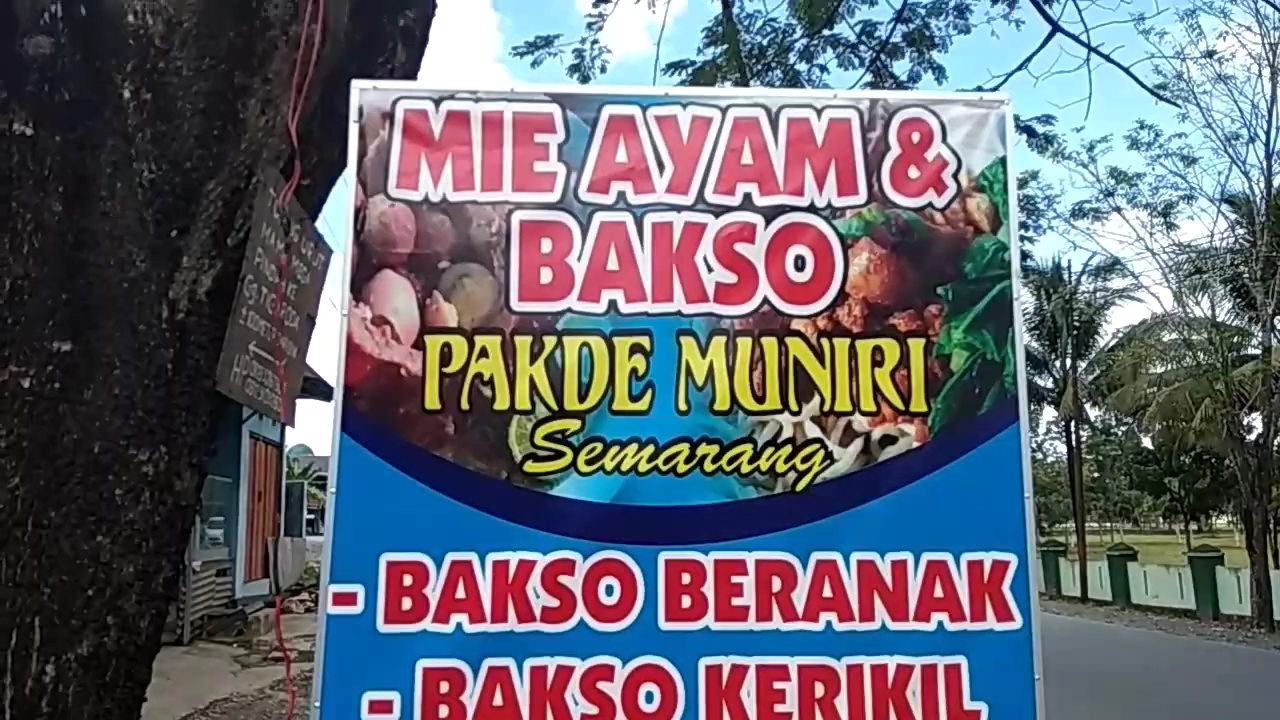 MIE AYAM &
BAKSO
PAKDE MUNIRI
Semarang
- BAKSO BERANAK
- BAKSO KERIKIL